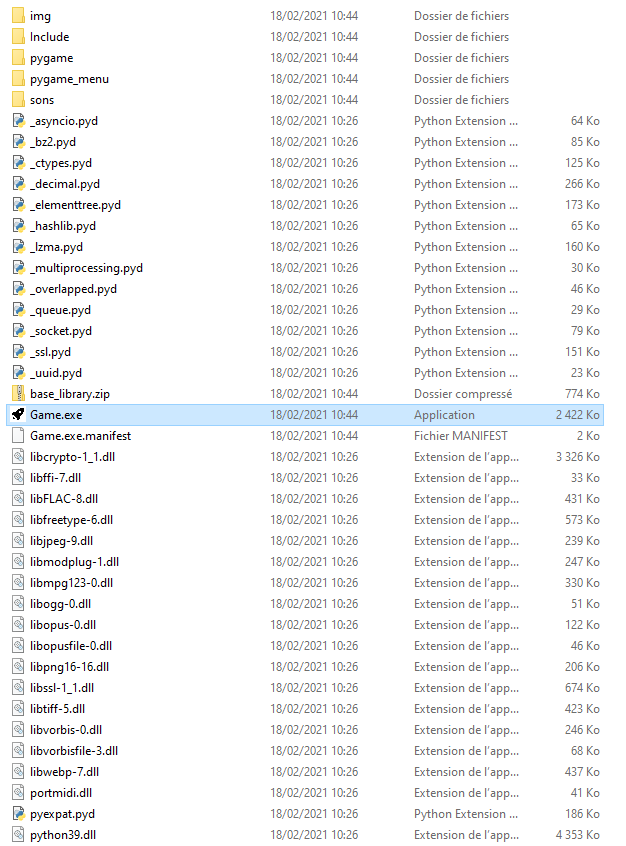 img 18/02/2021 10:44 Dossier de fichiers
Include 18/02/2021 10:44 Dossier de fichiers
pygame 18/02/2021 10:44 Dossier de fichiers
pygame_menu 18/02/2021 10:44 Dossier de fichiers
sons 18/02/2021 10:44 Dossier de fichiers
_asyncio.pyd 18/02/2021 10:26 Python Extension ... 64 Ko
_bz2.pyd 18/02/2021 10:26 Python Extension ... 85 Ko
_ctypes.pyd 18/02/2021 10:26 Python Extension ... 125 Ko
_decimal.pyd 18/02/2021 10:26 Python Extension ... 266 Ko
_elementtree.pyd 18/02/2021 10:26 Python Extension ... 173 Ko
_hashlib.pyd 18/02/2021 10:26 Python Extension ... 65 Ko
_lzma.pyd 18/02/2021 10:26 Python Extension ... 160 Ko
_multiprocessing.pyd 18/02/2021 10:26 Python Extension ... 30 Ko
_overlapped.pyd 18/02/2021 10:26 Python Extension ... 46 Ko
_queue.pyd 18/02/2021 10:26 Python Extension ... 29 Ko
_socket.pyd 18/02/2021 10:26 Python Extension ... 79 Ko
_ssl.pyd 18/02/2021 10:26 Python Extension ... 151 Ko
_uuid.pyd 18/02/2021 10:26 Python Extension ... 23 Ko
base_library.zip 18/02/2021 10:44 Dossier compressé 774 Ko
Game.exe 18/02/2021 10:44 Application 2 422 Ko
Game.exe.manifest 18/02/2021 10:44 Fichier MANIFEST 2 Ko
libcrypto-1_1.dll 18/02/2021 10:26 Extension de l'app... 3 326 Ko
libffi-7.dll 18/02/2021 10:26 Extension de l'app... 33 Ko
libFLAC-8.dll 18/02/2021 10:26 Extension de l'app... 431 Ko
libfreetype-6.dll 18/02/2021 10:26 Extension de l'app... 573 Ko
libjpeg-9.dll 18/02/2021 10:26 Extension de l'app... 239 Ko
libmodplug-1.dll 18/02/2021 10:26 Extension de l'app... 247 Ko
libmpg123-0.dll 18/02/2021 10:26 Extension de l'app... 330 Ko
libogg-0.dll 18/02/2021 10:26 Extension de l'app... 51 Ko
libopus-0.dll 18/02/2021 10:26 Extension de l'app... 122 Ko
libopusfile-0.dll 18/02/2021 10:26 Extension de l'app... 46 Ko
libpng16-16.dll 18/02/2021 10:26 Extension de l'app... 206 Ko
libssl-1_1.dll 18/02/2021 10:26 Extension de l'app... 674 Ko
libtiff-5.dll 18/02/2021 10:26 Extension de l'app... 423 Ko
libvorbis-0.dll 18/02/2021 10:26 Extension de l'app... 246 Ko
libvorbisfile-3.dll 18/02/2021 10:26 Extension de l'app... 68 Ko
libwebp-7.dll 18/02/2021 10:26 Extension de l'app... 437 Ko
portmidi.dll 18/02/2021 10:26 Extension de l'app... 41 Ko
pyexpat.pyd 18/02/2021 10:26 Python Extension ... 186 Ko
python39.dll 18/02/2021 10:26 Extension de l'app... 4 353 Ko